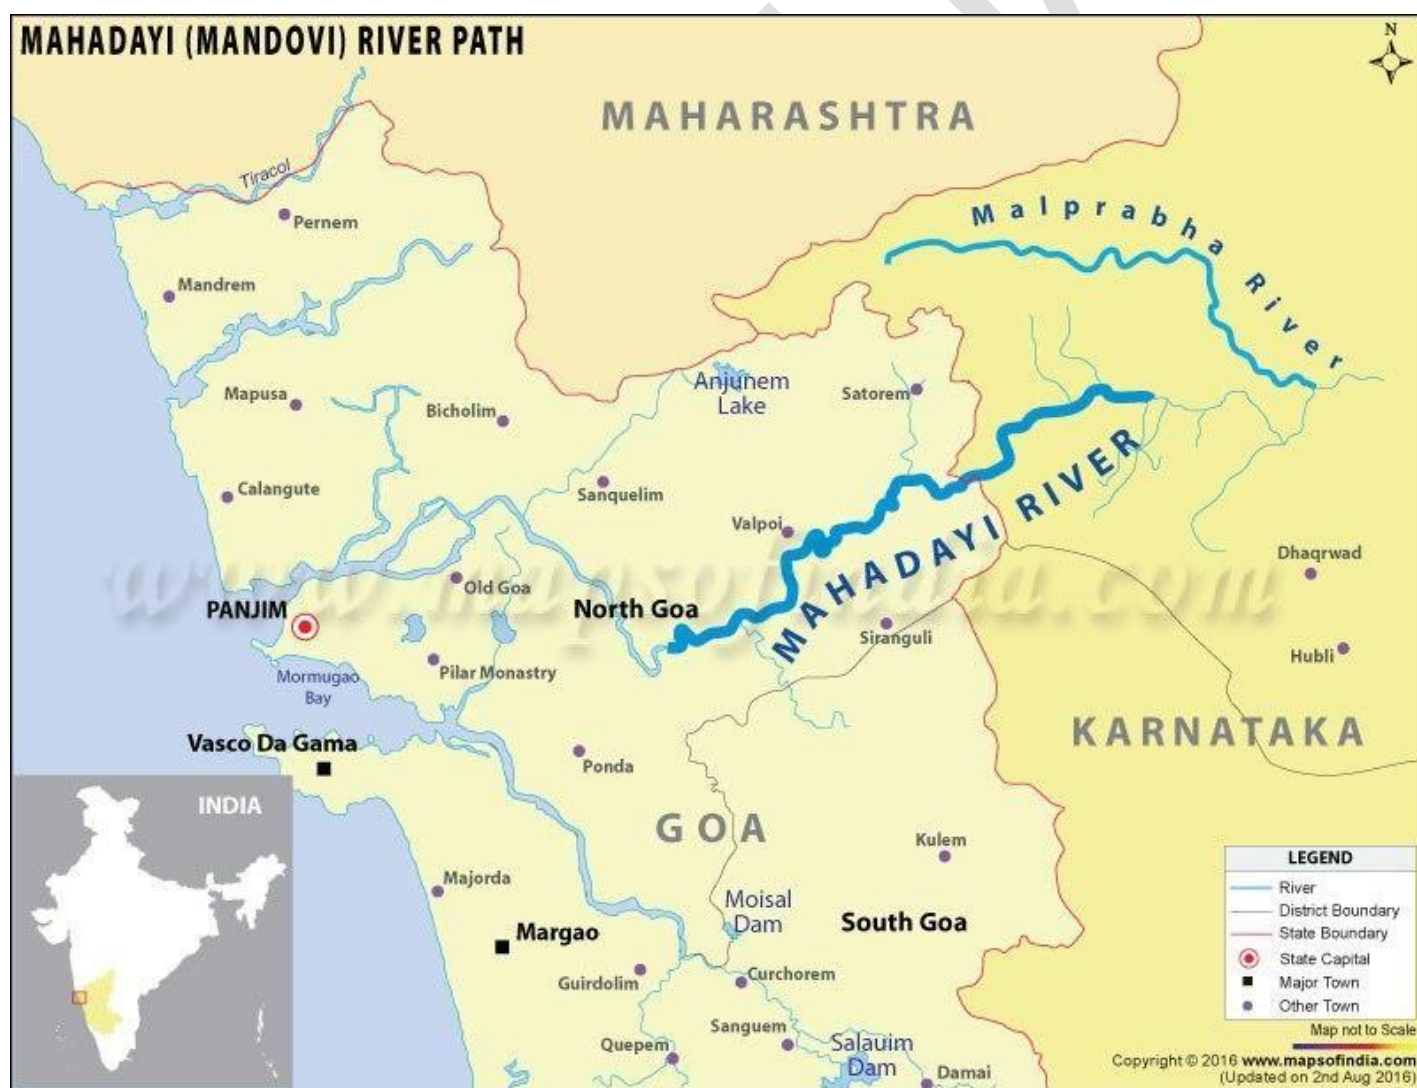 MAHADAYI (MANDOVI) RIVER PATH
N
MAHARASHTRA
Tiracol
Pernem
Malprabha River
Mandrem
Anjunem
Lake
Satorem
Mapusa
Bicholim
Calangute
Sanquelim
Valpoi
MAHADAYI RIVER
Dhaqrwad
www.mapsofindia.com
Old Goa
PANJIM
North Goa
Siranguli
Hubli
Pilar Monastry
Mormugao
Bay
KARNATAKA
Vasco Da Gama
Ponda
INDIA
GOA
Kulem
Majorda
Moisal
Dam
South Goa
Margao
Guirdolim
Curchorem
Sanguem
Quepem
Salauim
Dam
Damai
LEGEND
River
District Boundary
State Boundary
State Capital
Major Town
Other Town
Map not to Scale
Copyright © 2016 www.mapsofindia.com
(Updated on 2nd Aug 2016)